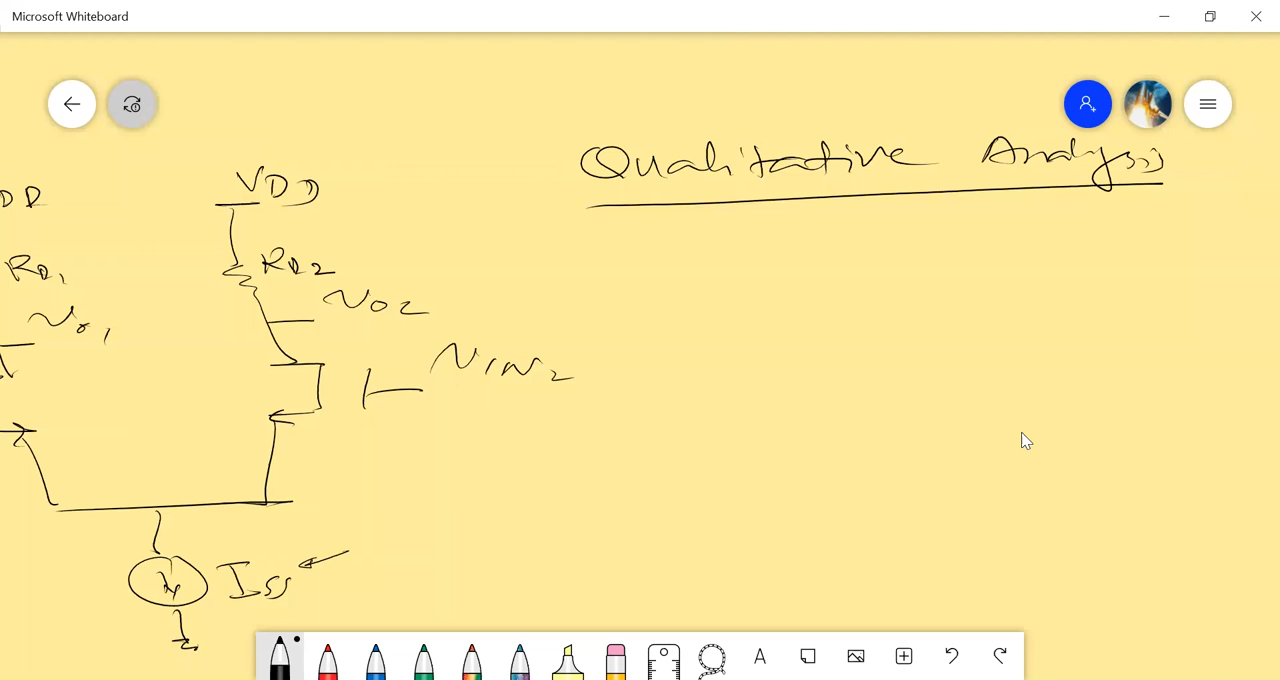 Microsoft Whiteboard
Qualitative Analysis
VDD
DD
RD1
RD2
Vo1
VO2
VIN2
ISS
A